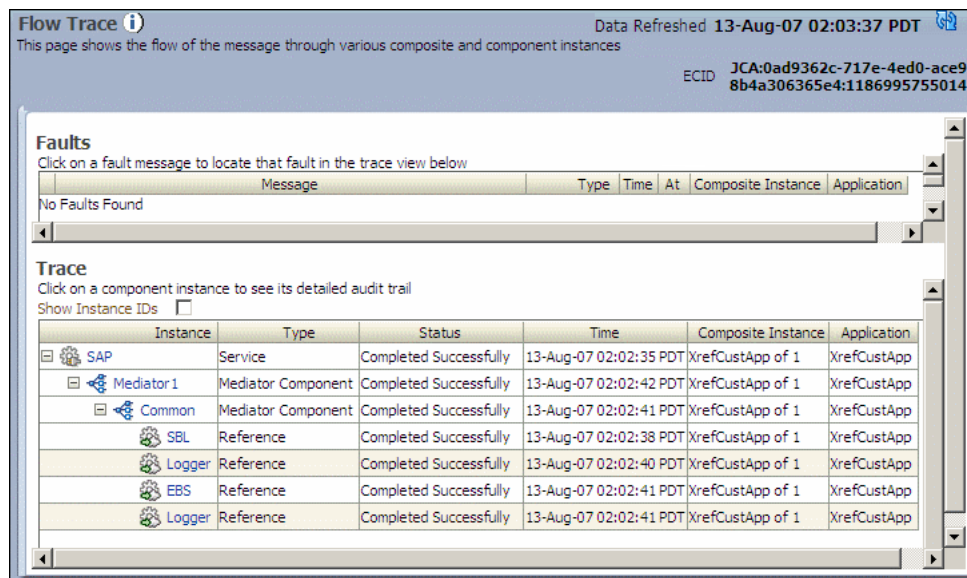 Flow Trace i Data Refreshed 13-Aug-07 02:03:37 PDT
This page shows the flow of the message through various composite and component instances
ECID JCA:0ad9362c-717e-4ed0-ace9
8b4a306365e4:1186995755014
Faults
Click on a fault message to locate that fault in the trace view below
Message Type Time At Composite Instance Application
No Faults Found
Trace
Click on a component instance to see its detailed audit trail
Show Instance IDs
Instance Type Status Time Composite Instance Application
SAP Service Completed Successfully 13-Aug-07 02:02:35 PDT XrefCustApp of 1 XrefCustApp
Mediator1 Mediator Component Completed Successfully 13-Aug-07 02:02:42 PDT XrefCustApp of 1 XrefCustApp
Common Mediator Component Completed Successfully 13-Aug-07 02:02:41 PDT XrefCustApp of 1 XrefCustApp
SBL Reference Completed Successfully 13-Aug-07 02:02:38 PDT XrefCustApp of 1 XrefCustApp
Logger Reference Completed Successfully 13-Aug-07 02:02:40 PDT XrefCustApp of 1 XrefCustApp
EBS Reference Completed Successfully 13-Aug-07 02:02:41 PDT XrefCustApp of 1 XrefCustApp
Logger Reference Completed Successfully 13-Aug-07 02:02:41 PDT XrefCustApp of 1 XrefCustApp